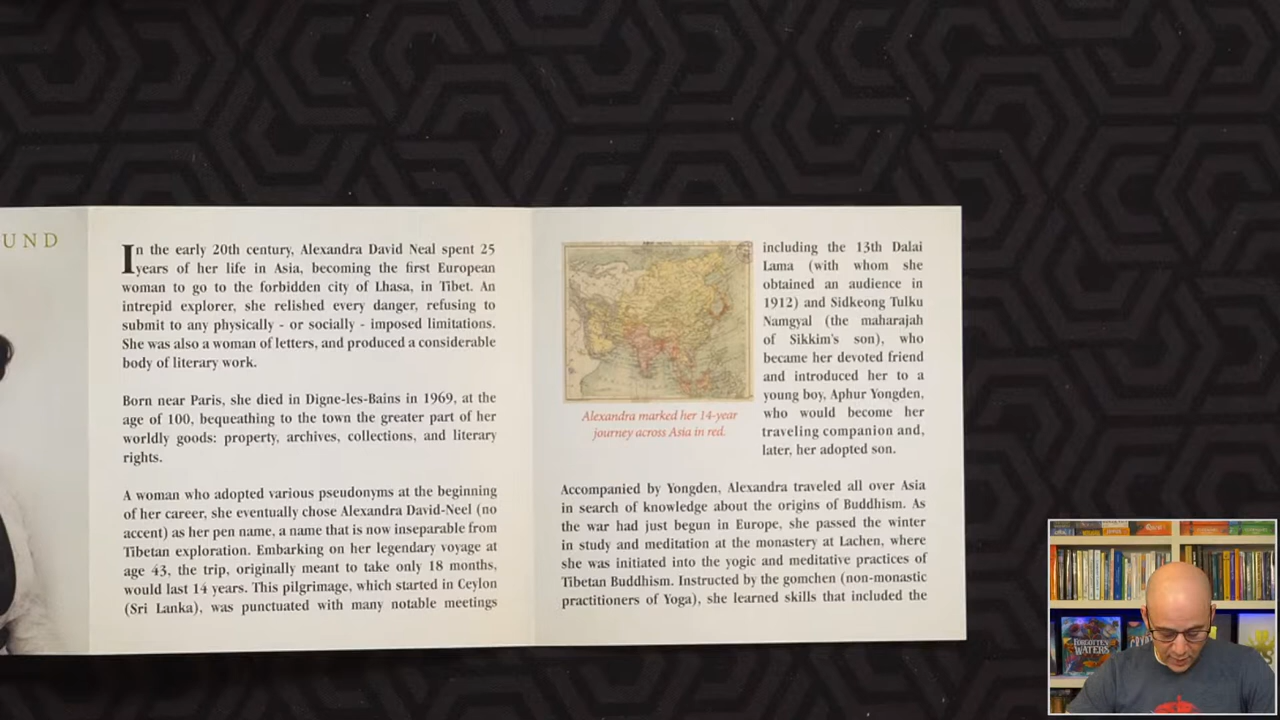 UND
In the early 20th century, Alexandra David Neal spent 25
years of her life in Asia, becoming the first European
woman to go to the forbidden city of Lhasa, in Tibet. An
intrepid explorer, she relished every danger, refusing to
submit to any physically - or socially - imposed limitations.
She was also a woman of letters, and produced a considerable
body of literary work.
Born near Paris, she died in Digne-les-Bains in 1969, at the
age of 100, bequeathing to the town the greater part of her
worldly goods: property, archives, collections, and literary
rights.
A woman who adopted various pseudonyms at the beginning
of her career, she eventually chose Alexandra David-Neel (no
accent) as her pen name, a name that is now inseparable from
Tibetan exploration. Embarking on her legendary voyage at
age 43, the trip, originally meant to take only 18 months,
would last 14 years. This pilgrimage, which started in Ceylon
(Sri Lanka), was punctuated with many notable meetings
Alexandra marked her 14-year
journey across Asia in red.
including the 13th Dalai
Lama (with whom she
obtained an audience in
1912) and Sidkeong Tulku
Namgyal (the maharajah
of Sikkim's son), who
became her devoted friend
and introduced her to a
young boy, Aphur Yongden,
who would become her
traveling companion and,
later, her adopted son.
Accompanied by Yongden, Alexandra traveled all over Asia
in search of knowledge about the origins of Buddhism. As
the war had just begun in Europe, she passed the winter
in study and meditation at the monastery at Lachen, where
she was initiated into the yogic and meditative practices of
Tibetan Buddhism. Instructed by the gomchen (non-monastic
practitioners of Yoga), she learned skills that included the
FORGOTTEN
WATERS